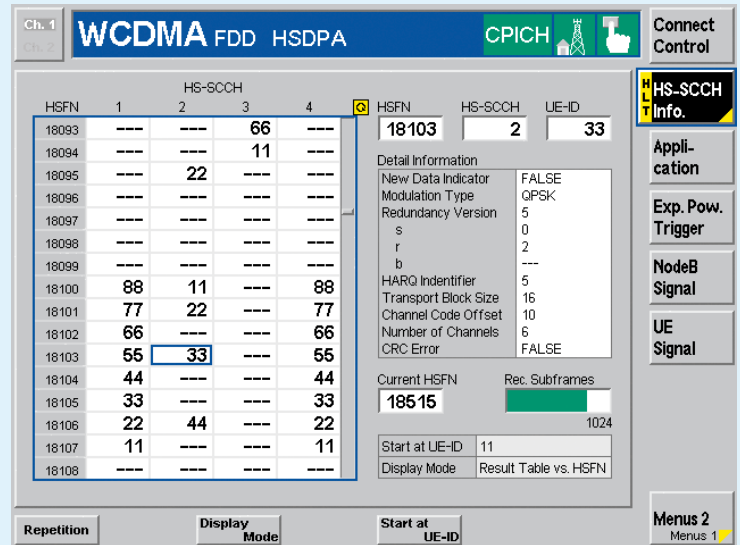 Ch. 1
Ch. 2
WCDMA FDD HSDPA
CPICH
Connect
Control
HS-SCCH
HSFN 1 2 3 4
18093 --- --- 66 ---
18094 --- --- 11 ---
18095 --- 22 --- ---
18096 --- --- --- ---
18097 --- --- --- ---
18098 --- --- --- ---
18099 --- --- --- ---
18100 88 11 --- 88
18101 77 22 --- 77
18102 66 --- --- 66
18103 55 33 --- 55
18104 44 --- --- 44
18105 33 --- --- 33
18106 22 44 --- 22
18107 11 --- --- 11
18108 --- --- --- ---
Q
HSFN HS-SCCH UE-ID
18103 2 33
Detail Information
New Data Indicator FALSE
Modulation Type QPSK
Redundancy Version 5
s 0
r 2
b ---
HARQ Indentifier 5
Transport Block Size 16
Channel Code Offset 10
Number of Channels 6
CRC Error FALSE
Current HSFN Rec. Subframes
18515
1024
Start at UE-ID 11
Display Mode Result Table vs. HSFN
HLT
HS-SCCH
Info.
Appli-
cation
Exp. Pow.
Trigger
NodeB
Signal
UE
Signal
Repetition
Display
Mode
Start at
UE-ID
Menus 2
Menus 1